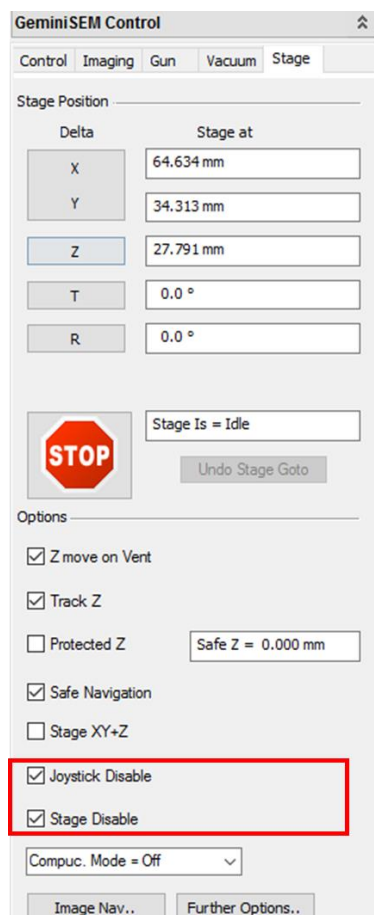 GeminiSEM Control
Control Imaging Gun Vacuum Stage
Stage Position
Delta Stage at
X 64.634 mm
Y 34.313 mm
Z 27.791 mm
T 0.0 °
R 0.0 °
STOP
Stage Is = Idle
Undo Stage Goto
Options
Z move on Vent
Track Z
Protected Z Safe Z = 0.000 mm
Safe Navigation
Stage XY+Z
Joystick Disable
Stage Disable
Compuc. Mode = Off
Image Nav.. Further Options..